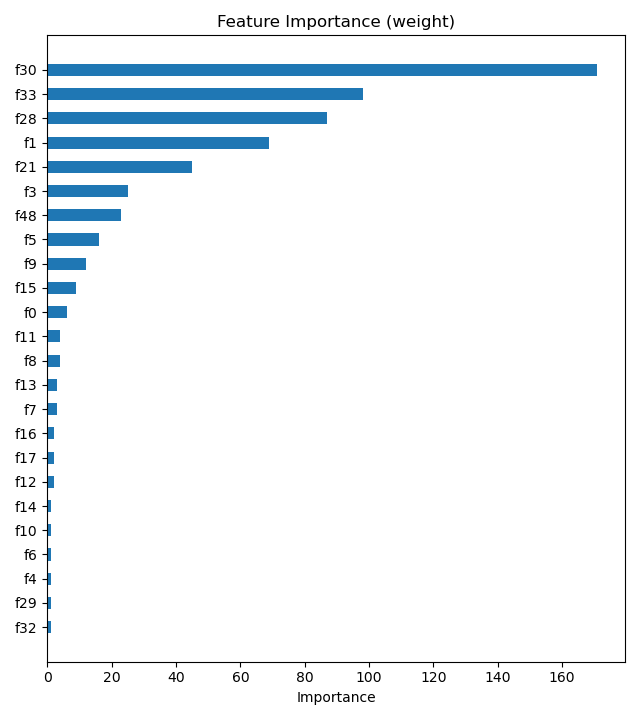 Feature Importance (weight)
f30
f33
f28
f1
f21
f3
f48
f5
f9
f15
f0
f11
f8
f13
f7
f16
f17
f12
f14
f10
f6
f4
f29
f32
0 20 40 60 80 100 120 140 160
Importance